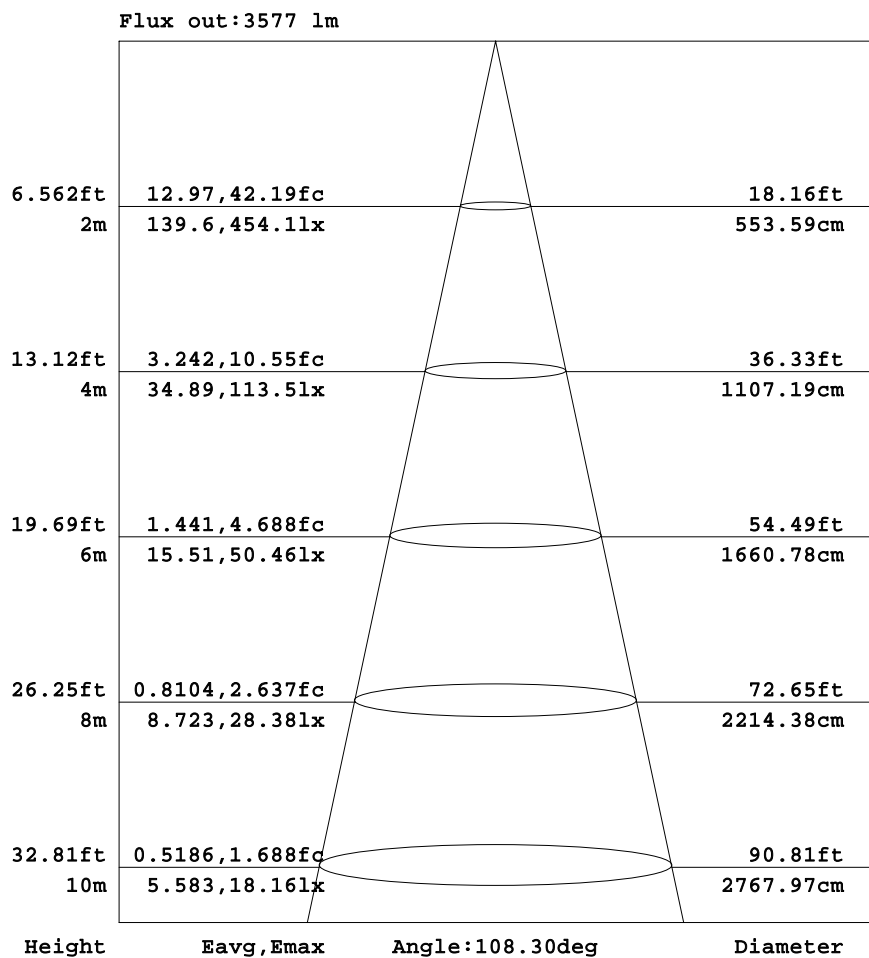 Flux out:3577 lm
6.562ft 12.97,42.19fc 18.16ft
2m 139.6,454.1lx 553.59cm
13.12ft 3.242,10.55fc 36.33ft
4m 34.89,113.5lx 1107.19cm
19.69ft 1.441,4.688fc 54.49ft
6m 15.51,50.46lx 1660.78cm
26.25ft 0.8104,2.637fc 72.65ft
8m 8.723,28.38lx 2214.38cm
32.81ft 0.5186,1.688fc 90.81ft
10m 5.583,18.16lx 2767.97cm
Height Eavg,Emax Angle:108.30deg Diameter